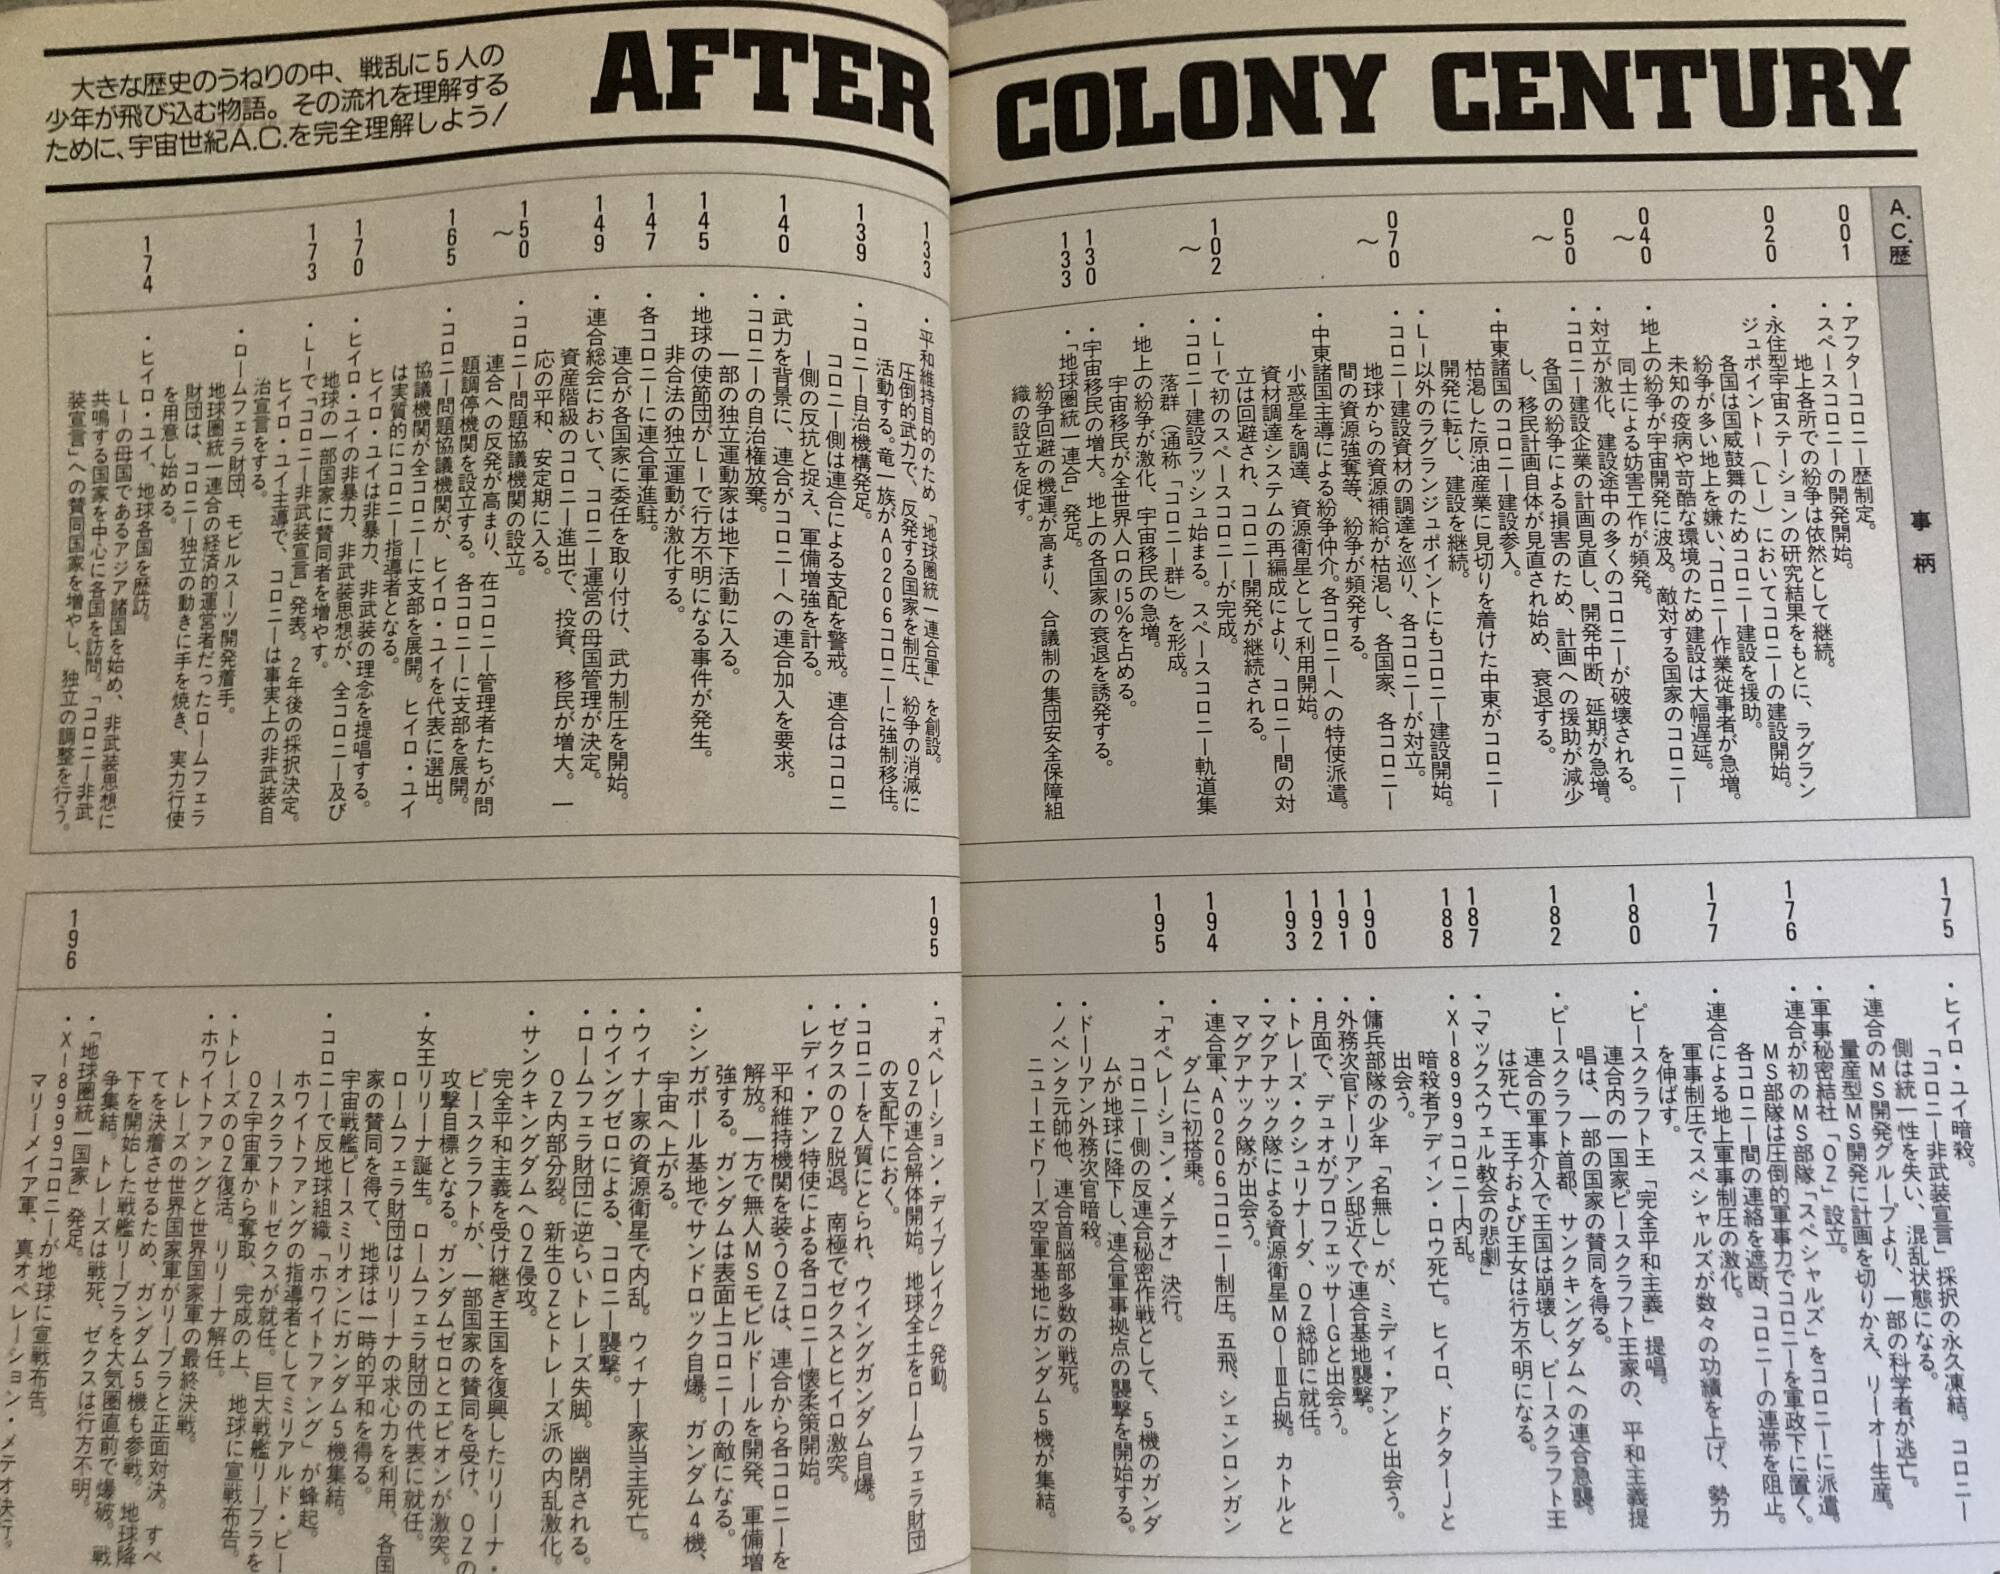 AFTER COLONY CENTURY
大きな歴史のうねりの中、戦乱に5人の
少年が飛び込む物語。その流れを理解する
ために、宇宙世紀A.C.を完全理解しよう!
A.C.歴
事柄
001
・アフターコロニー歴制定。
・スペースコロニーの開発開始。
地上各所での紛争は依然として継続。
020
・永住型宇宙ステーションの研究結果をもとに、ラグラン
ジュポイント(L1)においてコロニーの建設開始。
各国は国威鼓舞のためコロニー建設を援助。
紛争が多い地上を嫌い、コロニー作業従事者が急増。
未知の疫病や苛酷な環境のため建設は大幅遅延。
040〜
・地上の紛争が宇宙開発に波及。敵対する国家のコロニー
同士による妨害工作が頻発。
・対立が激化、建設途中の多くのコロニーが破壊される。
050〜
・コロニー建設企業の計画見直し、開発中断、延期が急増。
各国の紛争による損害のため、計画への援助が減少
し、移民計画自体が見直され始め、衰退する。
・中東諸国のコロニー建設参入。
枯渇した原油産業に見切りを着けた中東がコロニー
開発に転じ、建設を継続。
070〜
・L1以外のラグランジュポイントにもコロニー建設開始。
・コロニー建設資材の調達を巡り、各コロニーが対立。
地球からの資源補給が枯渇し、各国家、各コロニー
間の資源強奪等、紛争が頻発する。
・中東諸国主導による紛争仲介。各コロニーへの特使派遣。
小惑星を調達、資源衛星として利用開始。
資材調達システムの再編成により、コロニー間の対
立は回避され、コロニー開発が継続される。
102〜
・L1で初のスペースコロニーが完成。
・コロニー建設ラッシュ始まる。スペースコロニー軌道集
落群(通称「コロニー群」)を形成。
・地上の紛争が激化、宇宙移民の急増。
宇宙移民が全世界人口の15%を占める。
130
・宇宙移民の増大。地上の各国家の衰退を誘発する。
133
・「地球圏統一連合」発足。
紛争回避の機運が高まり、合議制の集団安全保障組
織の設立を促す。
133
・平和維持目的のため「地球圏統一連合軍」を創設。
圧倒的武力で、反発する国家を制圧、紛争の消滅に
活動する。竜一族がA0206コロニーに強制移住。
139
・コロニー自治機構発足。
コロニー側は連合による支配を警戒。連合はコロニ
ー側の反抗と捉え、軍備増強を計る。
140
・武力を背景に、連合がコロニーへの連合加入を要求。
・コロニーの自治権放棄。
一部の独立運動家は地下活動に入る。
145
・地球の使節団がL1で行方不明になる事件が発生。
非合法の独立運動が激化する。
147
・各コロニーに連合軍進駐。
連合が各国家に委任を取り付け、武力制圧を開始。
149
・連合総会において、コロニー運営の母国管理が決定。
資産階級のコロニー進出で、投資、移民が増大。一
応の平和、安定期に入る。
150〜
・コロニー問題協議機関の設立。
連合への反発が高まり、在コロニー管理者たちが問
題調停機関を設立する。各コロニーに支部を展開。
165
・コロニー問題協議機関が、ヒイロ・ユイを代表に選出。
協議機関が全コロニーに支部を展開。ヒイロ・ユイ
は実質的にコロニー指導者となる。
ヒイロ・ユイは非暴力、非武装の理念を提唱する。
170
・ヒイロ・ユイの非暴力、非武装思想が、全コロニー及び
地球の一部国家に賛同者を増やす。
173
・L1で「コロニー非武装宣言」発表。2年後の採択決定。
ヒイロ・ユイ主導で、コロニーは事実上の非武装自
治宣言をする。
・ロームフェラ財団、モビルスーツ開発着手。
地球圏統一連合の経済的運営者だったロームフェラ
財団は、コロニー独立の動きに手を焼き、実力行使
を用意し始める。
174
・ヒイロ・ユイ、地球各国を歴訪。
L1の母国であるアジア諸国を始め、非武装思想に
共鳴する国家を中心に各国を訪問。「コロニー非武
装宣言」への賛同国家を増やし、独立の調整を行う。
175
・ヒイロ・ユイ暗殺。
「コロニー非武装宣言」採択の永久凍結。コロニー
側は統一性を失い、混乱状態になる。
・連合のMS開発グループより、一部の科学者が逃亡。
量産型MS開発に計画を切りかえ、リーオー生産。
176
・軍事秘密結社「OZ」設立。
・連合が初のMS部隊「スペシャルズ」をコロニーに派遣。
MS部隊は圧倒的軍事力でコロニーを軍政下に置く。
各コロニー間の連絡を遮断、コロニーの連帯を阻止。
177
・連合による地上軍事制圧の激化。
軍事制圧でスペシャルズが数々の功績を上げ、勢力
を伸ばす。
180
・ピースクラフト王「完全平和主義」提唱。
連合内の一国家ピースクラフト王家の、平和主義提
唱は、一部の国家の賛同を得る。
182
・ピースクラフト首都、サンクキングダムへの連合急襲。
連合の軍事介入で王国は崩壊し、ピースクラフト王
は死亡、王子および王女は行方不明になる。
187
・「マックスウェル教会の悲劇」
188
・X-8999コロニー内乱。
暗殺者アディン・ロウ死亡。ヒイロ、ドクターJと
出会う。
190
・傭兵部隊の少年「名無し」が、ミディ・アンと出会う。
191
・外務次官ドーリアン邸近くで連合基地襲撃。
192
・月面で、デュオがプロフェッサーGと出会う。
193
・トレーズ・クシュリナーダ、OZ総帥に就任。
・マグアナック隊による資源衛星MO-Ⅲ占拠。カトルと
マグアナック隊が出会う。
194
・連合軍、A0206コロニー制圧。五飛、シェンロンガン
ダムに初搭乗。
195
・「オペレーション・メテオ」決行。
コロニー側の反連合秘密作戦として、5機のガンダ
ムが地球に降下し、連合軍事拠点の襲撃を開始する。
・ドーリアン外務次官暗殺。
・ノベンタ元帥他、連合首脳部多数の戦死。
ニューエドワーズ空軍基地にガンダム5機が集結。
195
・「オペレーション・デイブレイク」発動。
OZの連合解体開始。地球全土をロームフェラ財団
の支配下におく。
・コロニーを人質にとられ、ウイングガンダム自爆。
・ゼクスのOZ脱退。南極でゼクスとヒイロ激突。
・レディ・アン特使による各コロニー懐柔策開始。
平和維持機関を装うOZは、連合から各コロニーを
解放。一方で無人MSモビルドールを開発、軍備増
強する。ガンダムは表面上コロニーの敵になる。
・シンガポール基地でサンドロック自爆。ガンダム4機、
宇宙へ上がる。
・ウィナー家の資源衛星で内乱。ウィナー家当主死亡。
・ウイングゼロによる、コロニー襲撃。
・ロームフェラ財団に逆らいトレーズ失脚。幽閉される。
OZ内部分裂。新生OZとトレーズ派の内乱激化。
・サンクキングダムへOZ侵攻。
完全平和主義を受け継ぎ王国を復興したリリーナ・
ピースクラフトが、一部国家の賛同を受け、OZの
攻撃目標となる。ガンダムゼロとエピオンが激突。
・女王リリーナ誕生。ロームフェラ財団の代表に就任。
ロームフェラ財団はリリーナの求心力を利用、各国
家の賛同を得て、地球は一時的平和を得る。
宇宙戦艦ピースミリオンにガンダム5機集結。
・コロニーで反地球組織「ホワイトファング」が蜂起。
ホワイトファングの指導者としてミリアルド・ピー
スクラフト=ゼクスが就任。巨大戦艦リーブラを
OZ宇宙軍から奪取、完成の上、地球に宣戦布告。
・トレーズのOZ復活。リリーナ解任。
・ホワイトファングと世界国家軍の最終決戦。
トレーズの世界国家軍がリーブラと正面対決。すべ
てを決着させるため、ガンダム5機も参戦。地球降
下を開始した戦艦リーブラを大気圏直前で爆破。戦
争集結。トレーズは戦死、ゼクスは行方不明。
196
・「地球圏統一国家」発足。
・X-8999コロニーが地球に宣戦布告。
マリーメイア軍、真オペレーション・メテオ決行。